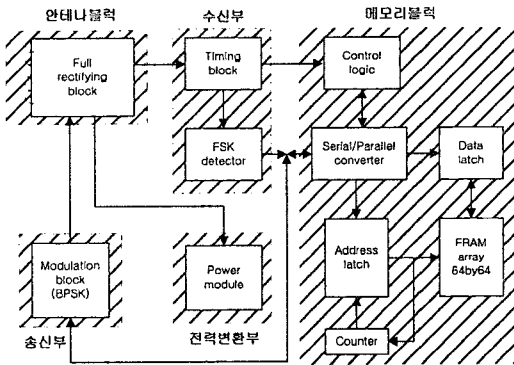 안테나블럭
수신부
메모리블럭
Full
rectifying
block
Timing
block
Control
logic
FSK
detector
Serial/Parallel
converter
Data
latch
Modulation
block
(BPSK)
Power
module
Address
latch
FRAM
array
64by64
Counter
송신부
전력변환부